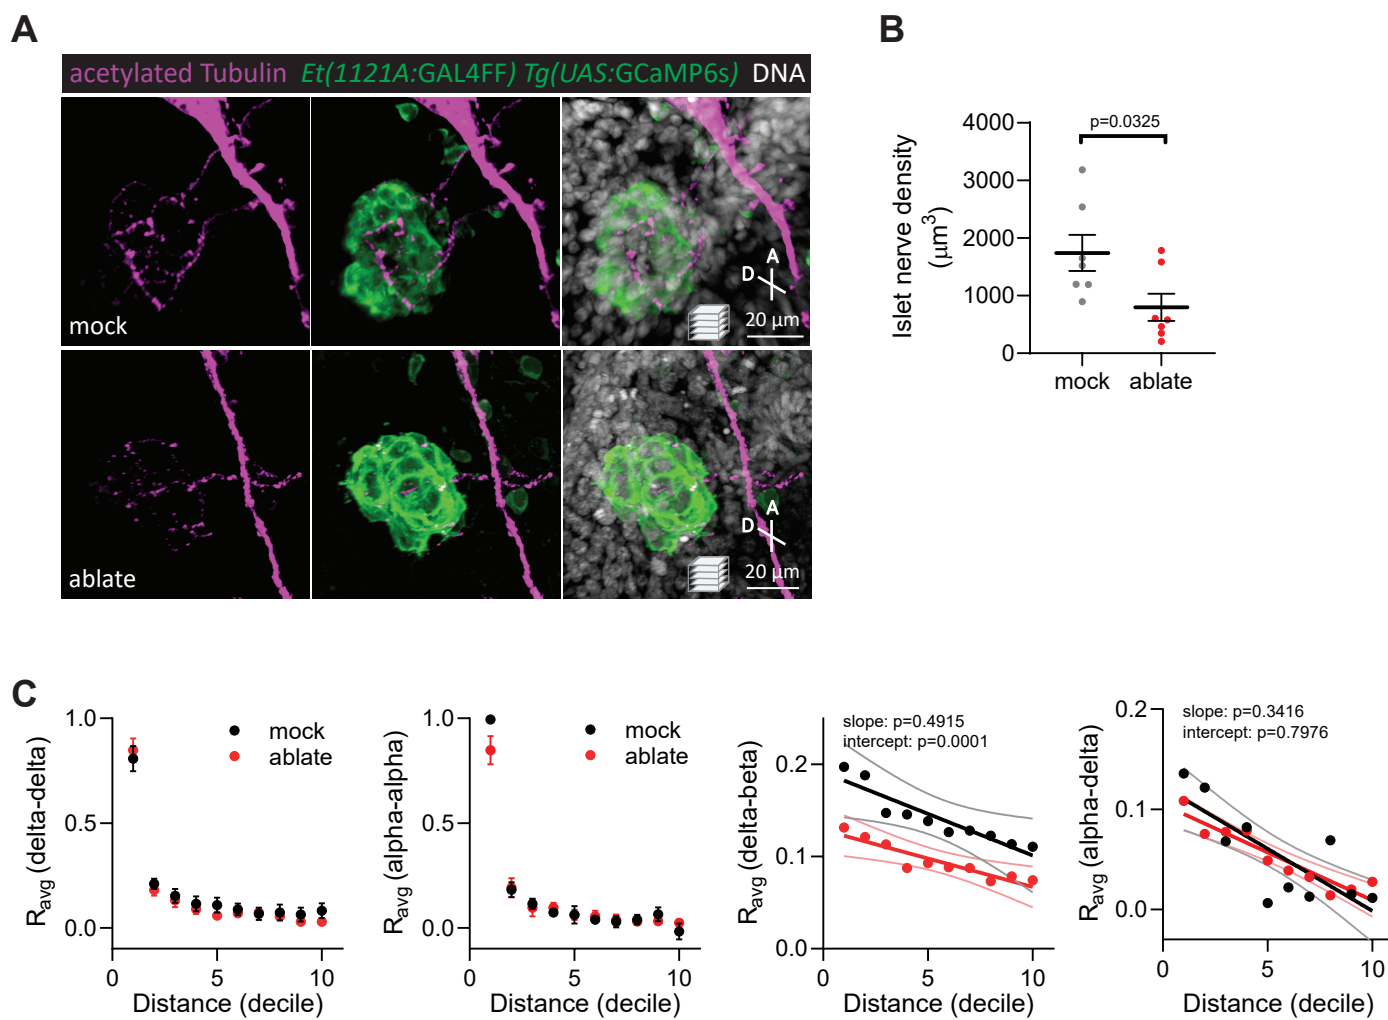 A
acetylated Tubulin Et(1121A:GAL4FF) Tg(UAS:GCaMP6s) DNA
mock
A
D
20 µm
ablate
A
D
20 µm
B
4000
3000
2000
1000
0
Islet nerve density
(µm³)
p=0.0325
mock ablate
C
1.0
0.5
0.0
Ravg (delta-delta)
mock
ablate
0 5 10
Distance (decile)
1.0
0.5
0.0
Ravg (alpha-alpha)
mock
ablate
0 5 10
Distance (decile)
slope: p=0.4915
intercept: p=0.0001
0.2
0.1
0.0
Ravg (delta-beta)
0 5 10
Distance (decile)
slope: p=0.3416
intercept: p=0.7976
0.2
0.1
0.0
Ravg (alpha-delta)
0 5 10
Distance (decile)